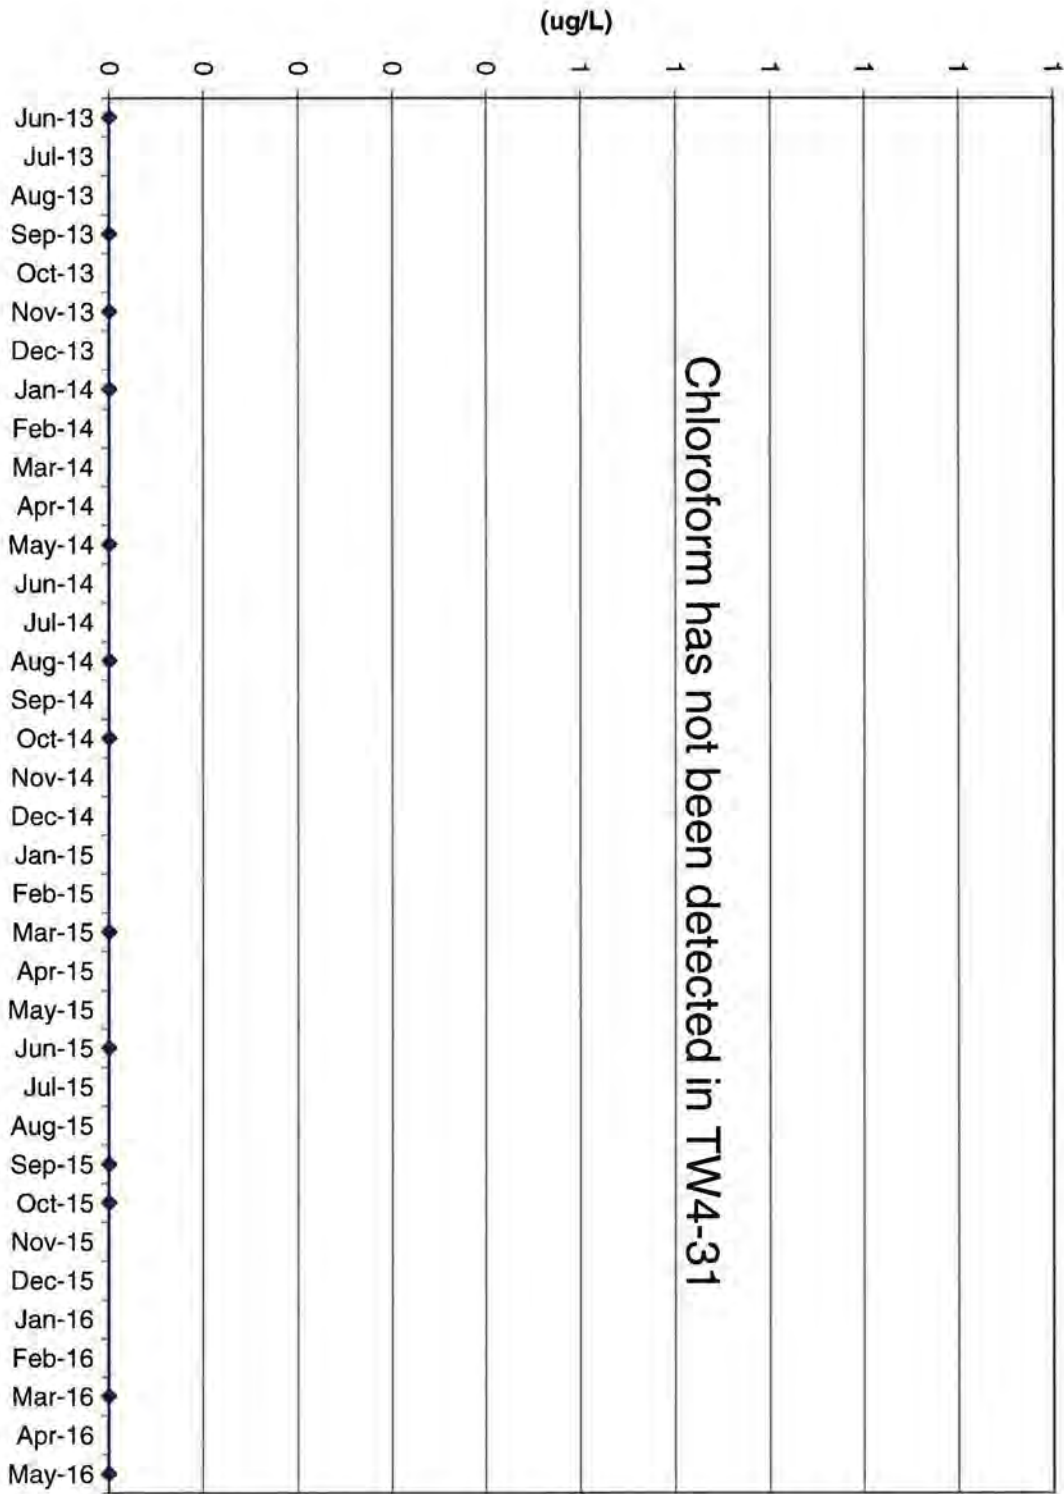 (ug/L)
0
0
0
0
0
1
1
1
1
1
1
Jun-13
Jul-13
Aug-13
Sep-13
Oct-13
Nov-13
Dec-13
Jan-14
Feb-14
Mar-14
Apr-14
May-14
Jun-14
Jul-14
Aug-14
Sep-14
Oct-14
Nov-14
Dec-14
Jan-15
Feb-15
Mar-15
Apr-15
May-15
Jun-15
Jul-15
Aug-15
Sep-15
Oct-15
Nov-15
Dec-15
Jan-16
Feb-16
Mar-16
Apr-16
May-16
Chloroform has not been detected in TW4-31